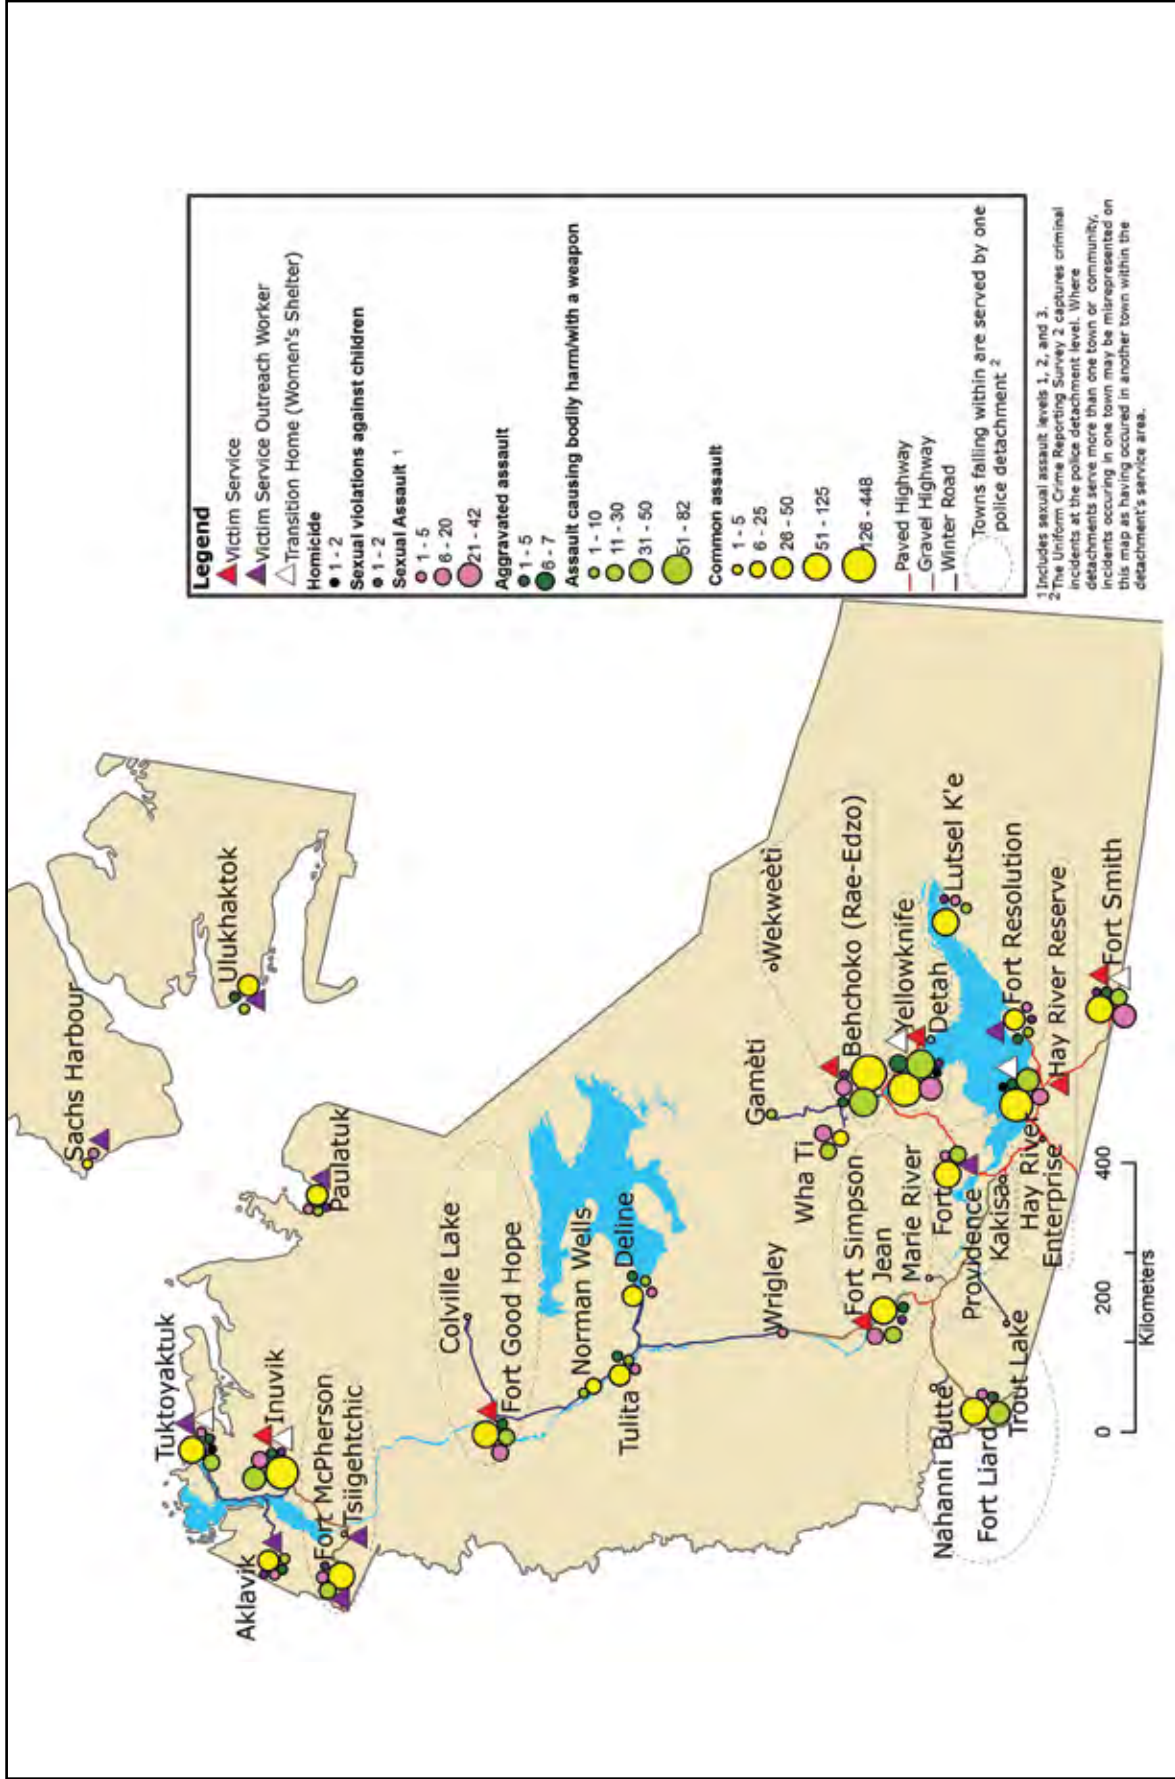 Sachs Harbour
Ulukhaktok
Paulatuk
Tuktoyaktuk
Inuvik
Aklavik
Fort McPherson
Tsiigehtchic
Colville Lake
Fort Good Hope
Norman Wells
Deline
Tulita
Wrigley
Gamèti
Wekweèti
Wha Ti
Behchoko (Rae-Edzo)
Yellowknife
Detah
Lutsel K'e
Fort Simpson
Jean
Marie River
Fort
Providence
Kakisa
Fort Resolution
Hay River
Hay River Reserve
Enterprise
Fort Smith
Nahanni Butte
Fort Liard
Trout Lake
0 200 400
Kilometers
Legend
Victim Service
Victim Service Outreach Worker
Transition Home (Women's Shelter)
Homicide
1 - 2
Sexual violations against children
1 - 2
Sexual Assault ¹
1 - 5
6 - 20
21 - 42
Aggravated assault
1 - 5
6 - 7
Assault causing bodily harm/with a weapon
1 - 10
11 - 30
31 - 50
51 - 82
Common assault
1 - 5
6 - 25
26 - 50
51 - 125
126 - 448
Paved Highway
Gravel Highway
Winter Road
Towns falling within are served by one
police detachment ²
¹ Includes sexual assault levels 1, 2, and 3.
² The Uniform Crime Reporting Survey 2 captures criminal
incidents at the police detachment level. Where
detachments serve more than one town or community,
incidents occuring in one town may be misrepresented on
this map as having occured in another town within the
detachment's service area.